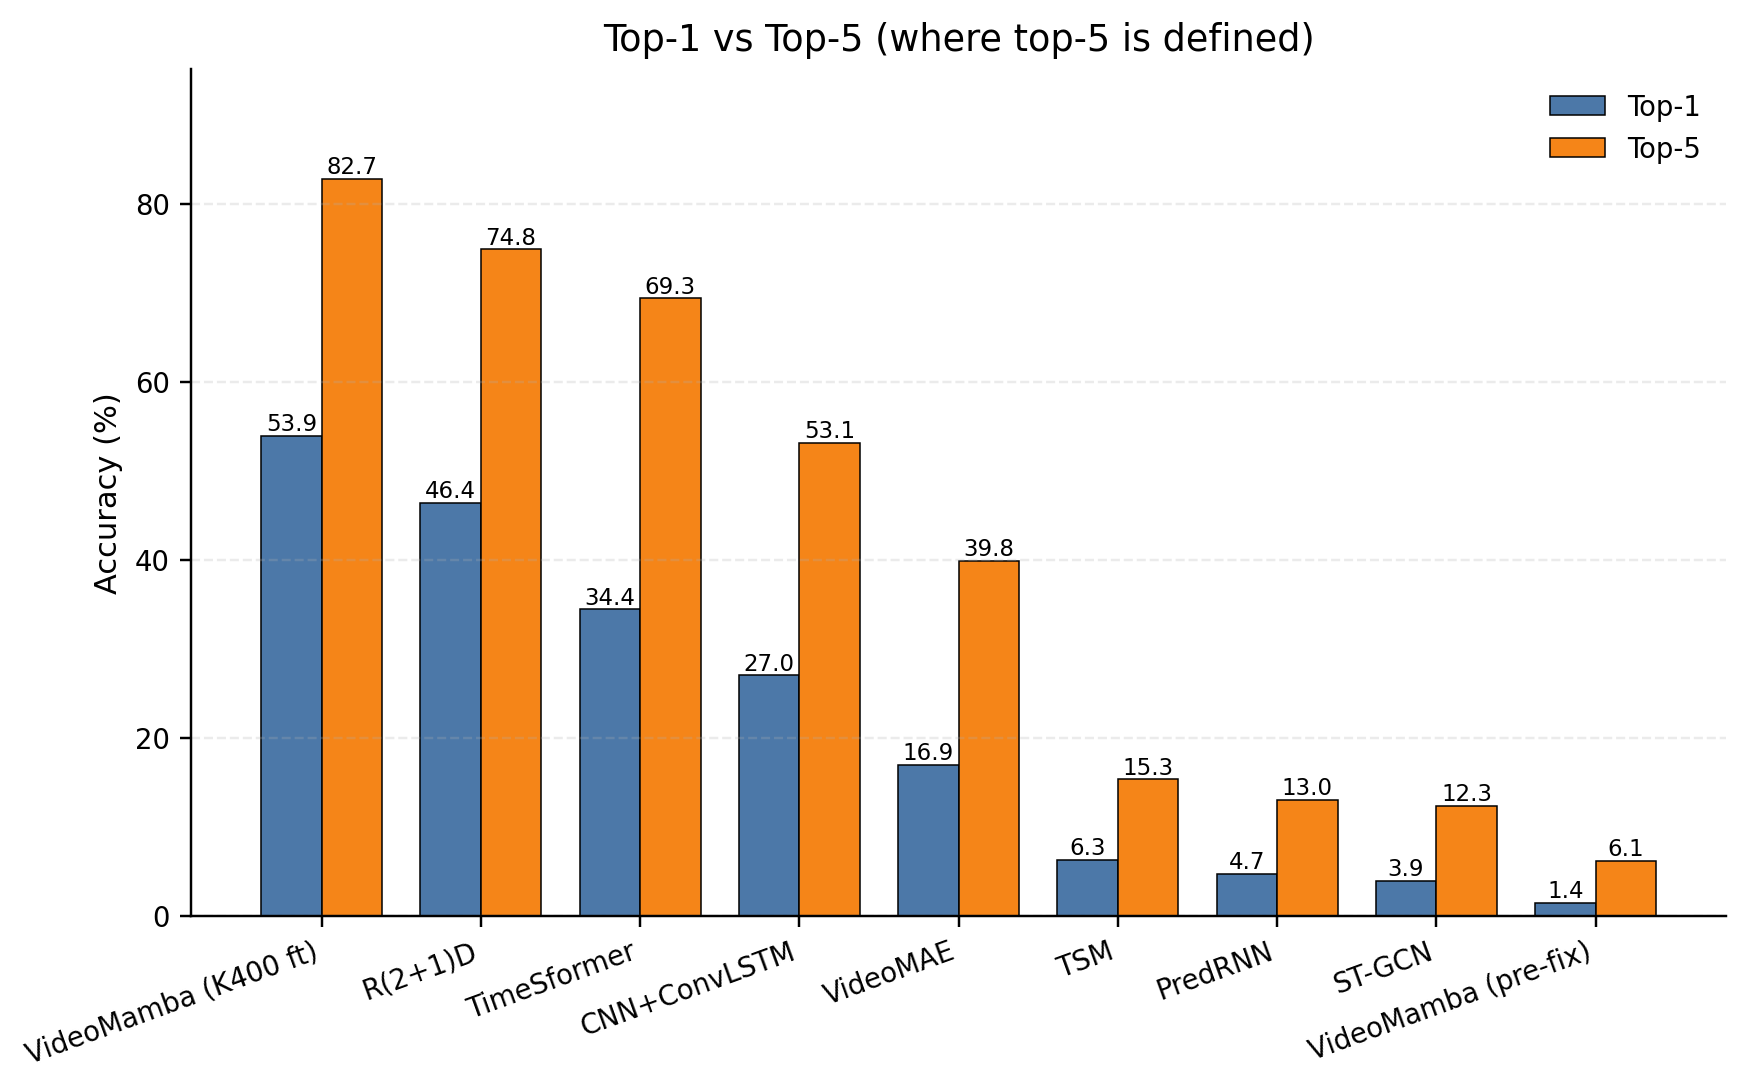 Top-1 vs Top-5 (where top-5 is defined)
Top-1
Top-5
Accuracy (%)
80
60
40
20
0
53.9
82.7
46.4
74.8
34.4
69.3
27.0
53.1
16.9
39.8
6.3
15.3
4.7
13.0
3.9
12.3
1.4
6.1
VideoMamba (K400 ft)
R(2+1)D
TimeSformer
CNN+ConvLSTM
VideoMAE
TSM
PredRNN
ST-GCN
VideoMamba (pre-fix)